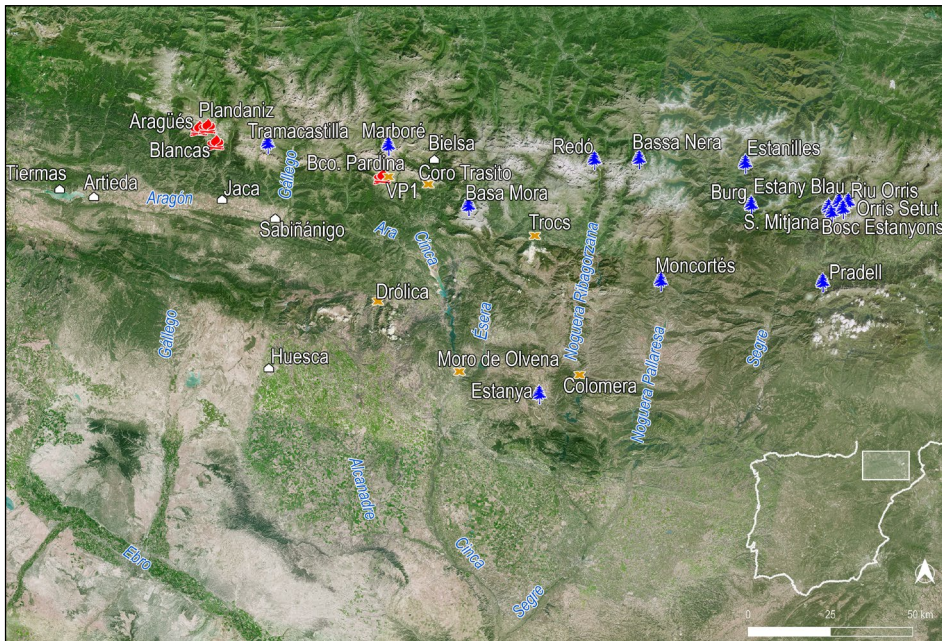 Plandaniz
Aragüés
Blancas
Tramacastilla
Marboré
Bielsa
Redó
Bassa Nera
Estanilles
Bco. Pardina
Coro Trasito
VP1
Tiermas
Artieda
Aragón
Jaca
Gállego
Sabiñánigo
Basa Mora
Burg
Estany Blau
Riu Orris
Orris Setut
S. Mitjana
Bosc Estanyons
Ara
Cinca
Trocs
Noguera Ribagorzana
Moncortés
Pradell
Drólica
Gállego
Ésera
Noguera Pallaresa
Segre
Huesca
Moro de Olvena
Estanya
Colomera
Alcanadre
Ebro
Cinca
Segre
0 25 50 km